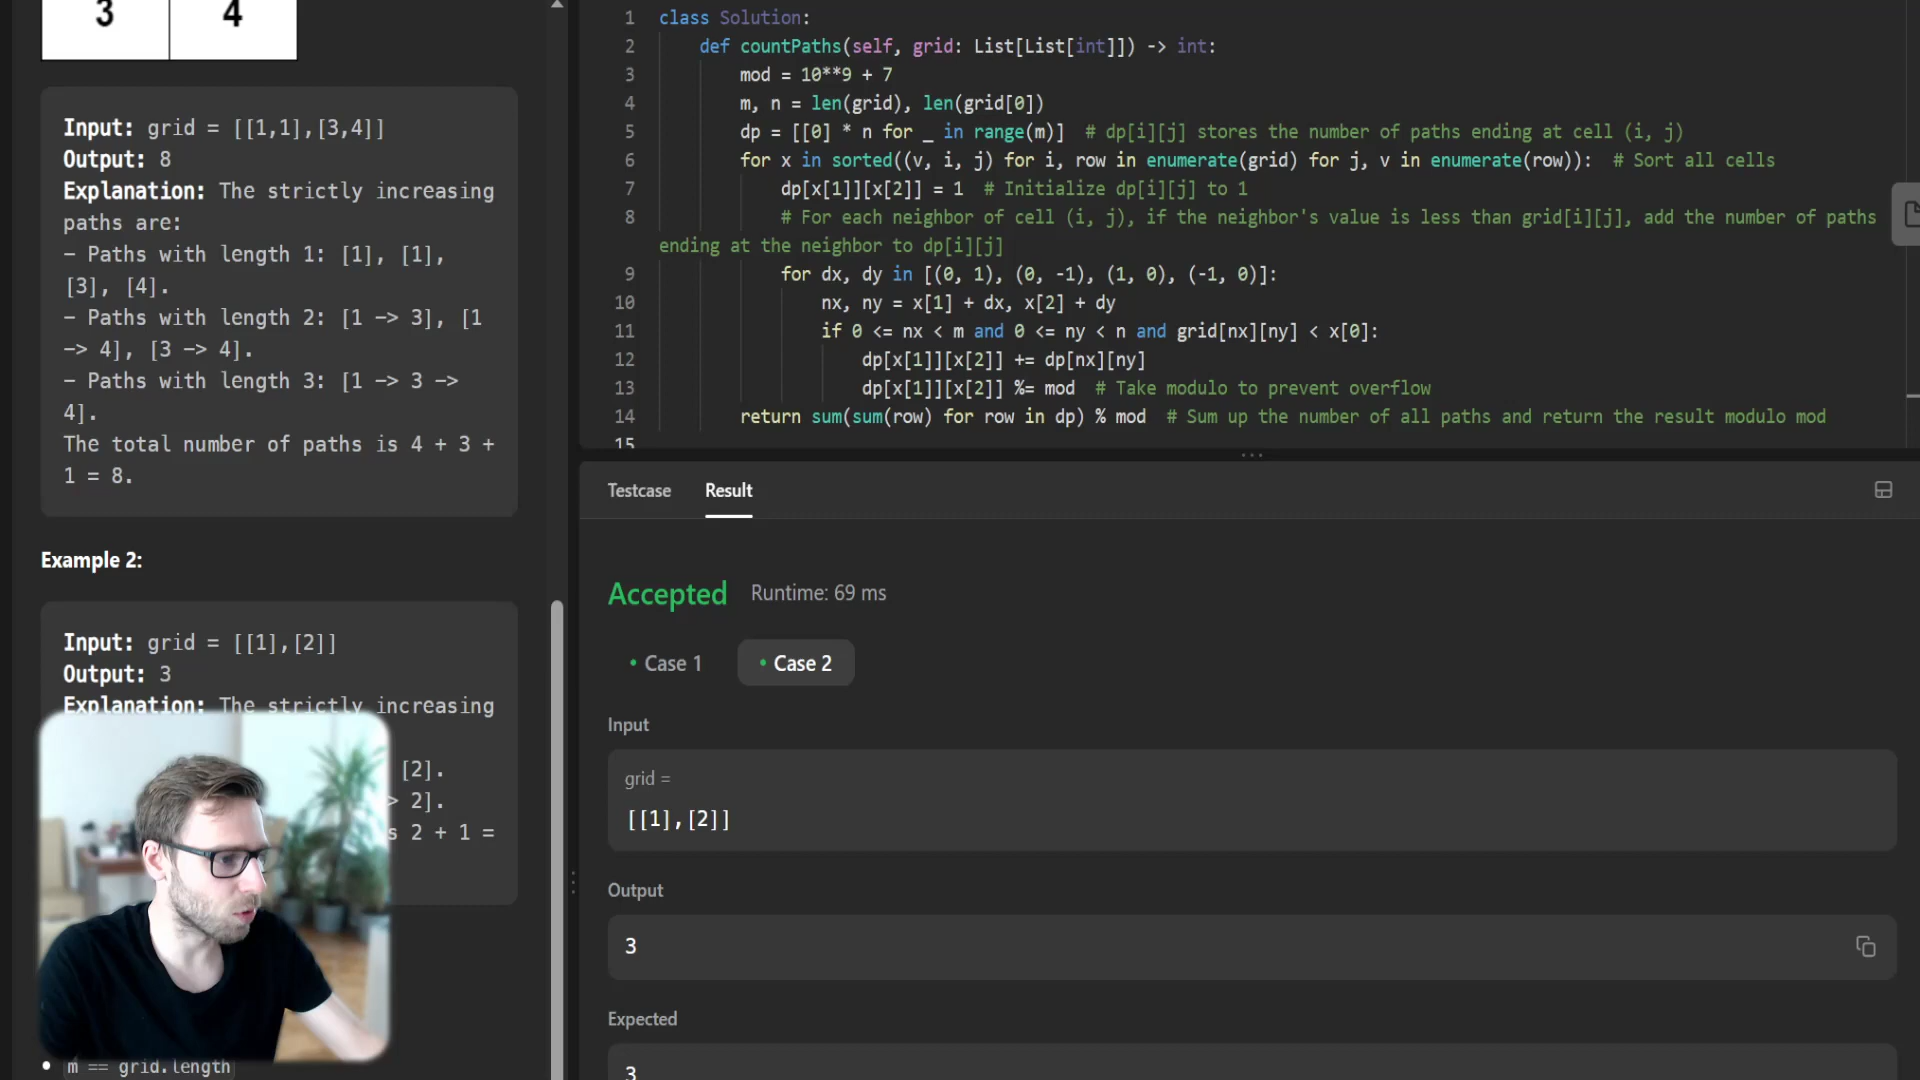 3 4
Input: grid = [[1,1],[3,4]]
Output: 8
Explanation: The strictly increasing
paths are:
- Paths with length 1: [1], [1],
[3], [4].
- Paths with length 2: [1 -> 3], [1
-> 4], [3 -> 4].
- Paths with length 3: [1 -> 3 ->
4].
The total number of paths is 4 + 3 +
1 = 8.
Example 2:
Input: grid = [[1],[2]]
Output: 3
Explanation: The strictly increasing
[2].
> 2].
s 2 + 1 =
• m == grid.length
1 class Solution:
2 def countPaths(self, grid: List[List[int]]) -> int:
3 mod = 10**9 + 7
4 m, n = len(grid), len(grid[0])
5 dp = [[0] * n for _ in range(m)] # dp[i][j] stores the number of paths ending at cell (i, j)
6 for x in sorted((v, i, j) for i, row in enumerate(grid) for j, v in enumerate(row)): # Sort all cells
7 dp[x[1]][x[2]] = 1 # Initialize dp[i][j] to 1
8 # For each neighbor of cell (i, j), if the neighbor's value is less than grid[i][j], add the number of paths
ending at the neighbor to dp[i][j]
9 for dx, dy in [(0, 1), (0, -1), (1, 0), (-1, 0)]:
10 nx, ny = x[1] + dx, x[2] + dy
11 if 0 <= nx < m and 0 <= ny < n and grid[nx][ny] < x[0]:
12 dp[x[1]][x[2]] += dp[nx][ny]
13 dp[x[1]][x[2]] %= mod # Take modulo to prevent overflow
14 return sum(sum(row) for row in dp) % mod # Sum up the number of all paths and return the result modulo mod
15
Testcase Result
Accepted Runtime: 69 ms
• Case 1 • Case 2
Input
grid =
[[1],[2]]
Output
3
Expected
3